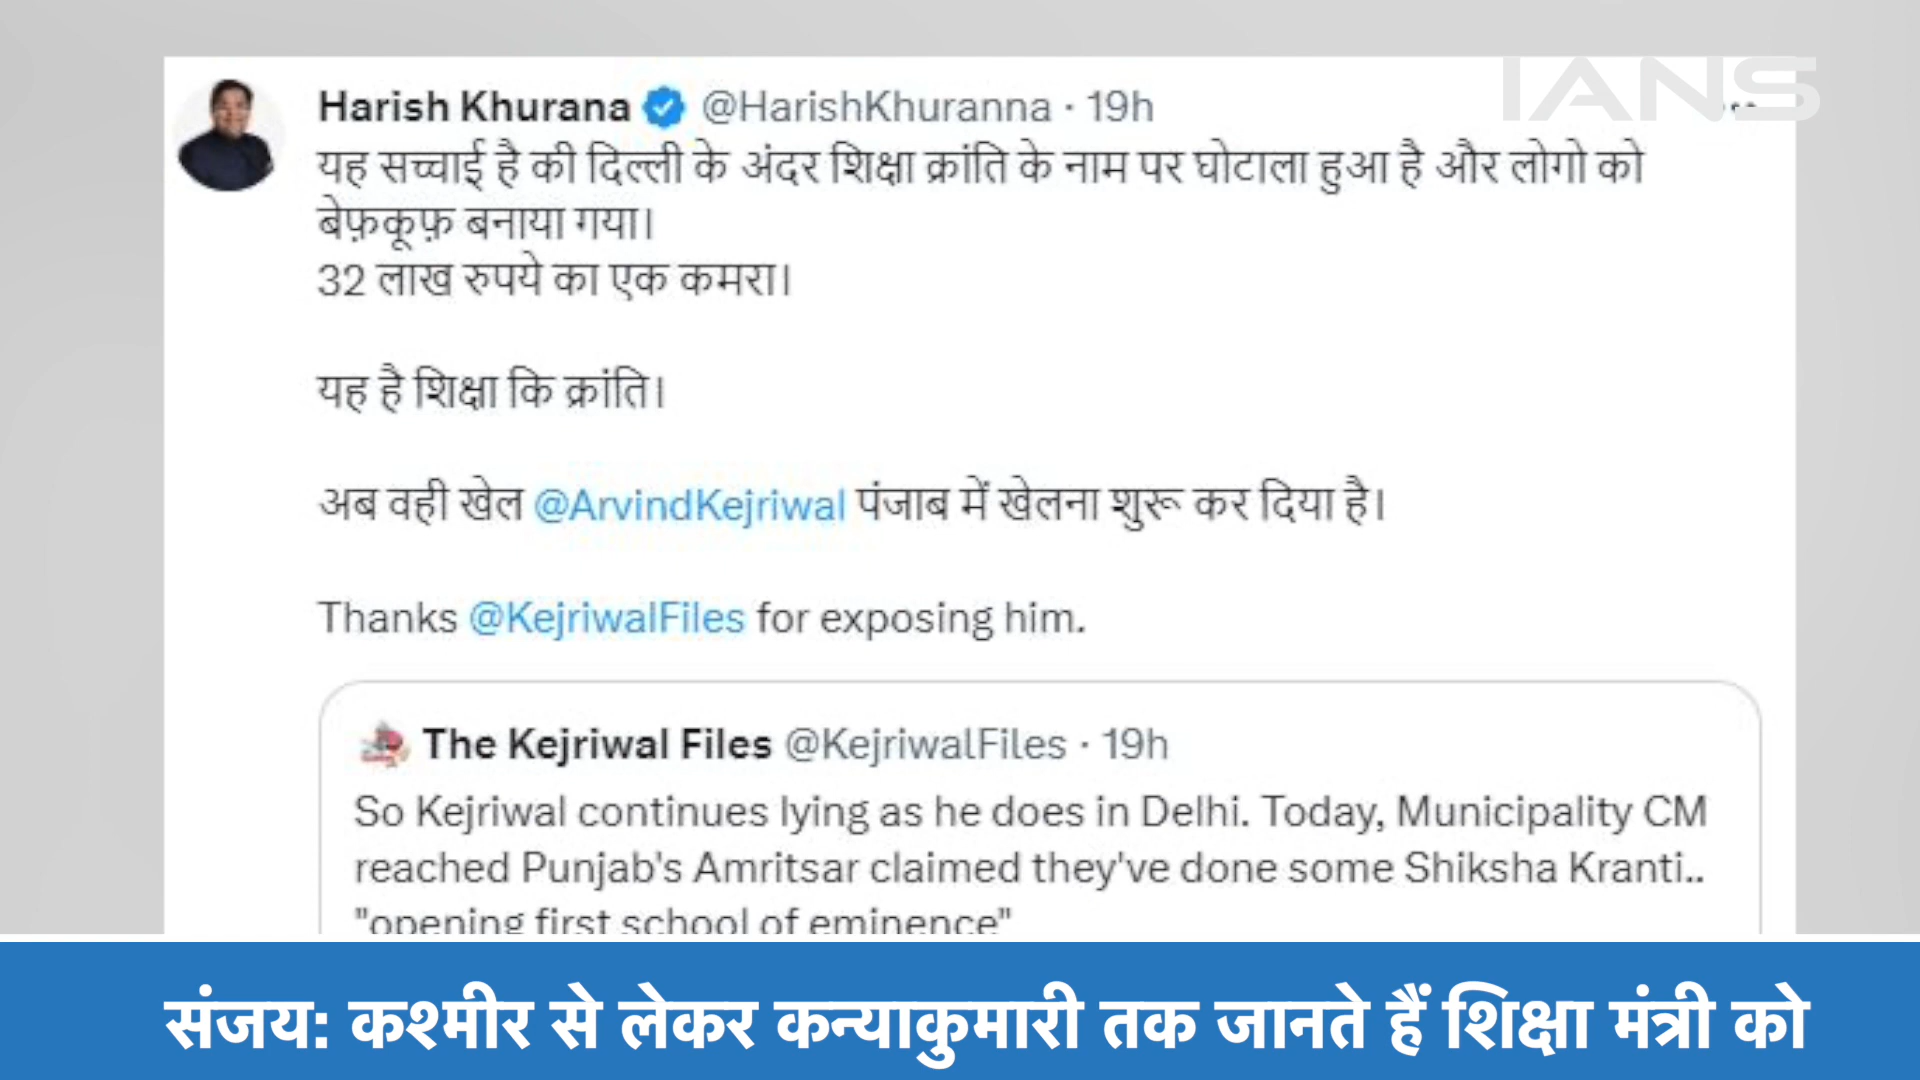 IANS
Harish Khurana @HarishKhuranna · 19h
यह सच्चाई है की दिल्ली के अंदर शिक्षा क्रांति के नाम पर घोटाला हुआ है और लोगो को
बेफ़कूफ़ बनाया गया।
32 लाख रुपये का एक कमरा।
यह है शिक्षा कि क्रांति।
अब वही खेल @ArvindKejriwal पंजाब में खेलना शुरू कर दिया है।
Thanks @KejriwalFiles for exposing him.
The Kejriwal Files @KejriwalFiles · 19h
So Kejriwal continues lying as he does in Delhi. Today, Municipality CM
reached Punjab's Amritsar claimed they've done some Shiksha Kranti..
"opening first school of eminence"
संजय: कश्मीर से लेकर कन्याकुमारी तक जानते हैं शिक्षा मंत्री को